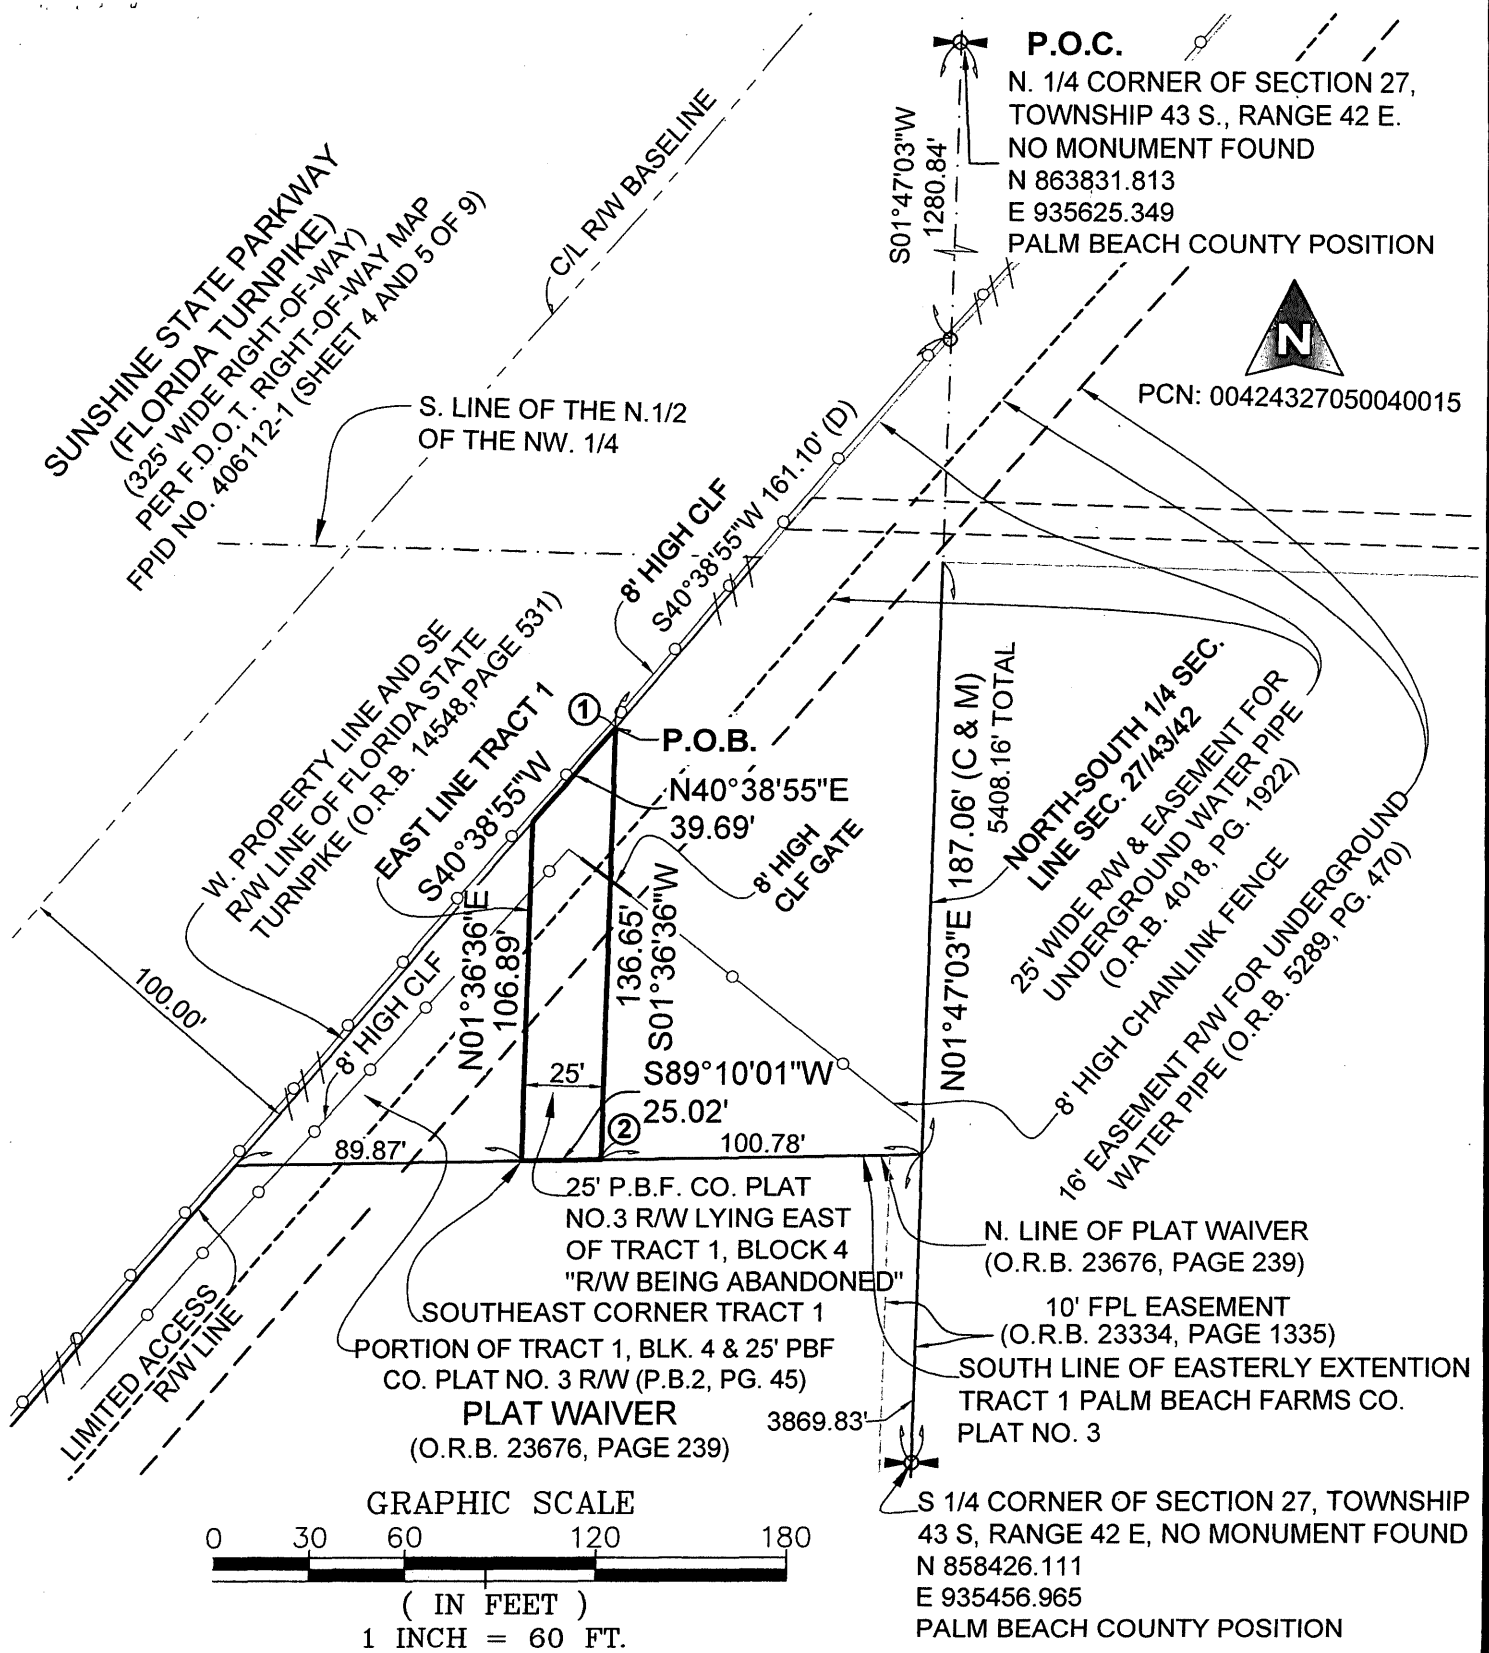 P.O.C.
N. 1/4 CORNER OF SECTION 27,
TOWNSHIP 43 S., RANGE 42 E.
NO MONUMENT FOUND
N 863831.813
E 935625.349
PALM BEACH COUNTY POSITION
S01°47'03"W
1280.84'
N
PCN: 00424327050040015
C/L R/W BASELINE
SUNSHINE STATE PARKWAY
(FLORIDA TURNPIKE)
(325' WIDE RIGHT-OF-WAY)
PER F.D.O.T. RIGHT-OF-WAY MAP
FPID NO. 406112-1 (SHEET 4 AND 5 OF 9)
S. LINE OF THE N.1/2
OF THE NW. 1/4
8' HIGH CLF
S40°38'55"W 161.10' (D)
W. PROPERTY LINE AND SE
R/W LINE OF FLORIDA STATE
TURNPIKE (O.R.B. 14548,PAGE 531)
EAST LINE TRACT 1
S40°38'55"W
1
P.O.B.
N40°38'55"E
39.69'
8' HIGH
CLF GATE
N01°36'36"E
106.89'
136.65'
S01°36'36"W
N01°47'03"E 187.06' (C & M)
5408.16' TOTAL
NORTH-SOUTH 1/4 SEC.
LINE SEC. 27/43/42
25' WIDE R/W & EASEMENT FOR
UNDERGROUND WATER PIPE
(O.R.B. 4018, PG. 1922)
8' HIGH CHAINLINK FENCE
16' EASEMENT R/W FOR UNDERGROUND
WATER PIPE (O.R.B. 5289, PG. 470)
100.00'
8' HIGH CLF
25'
S89°10'01"W
25.02'
2
89.87'
100.78'
25' P.B.F. CO. PLAT
NO.3 R/W LYING EAST
OF TRACT 1, BLOCK 4
"R/W BEING ABANDONED"
SOUTHEAST CORNER TRACT 1
PORTION OF TRACT 1, BLK. 4 & 25' PBF
CO. PLAT NO. 3 R/W (P.B.2, PG. 45)
PLAT WAIVER
(O.R.B. 23676, PAGE 239)
LIMITED ACCESS
R/W LINE
N. LINE OF PLAT WAIVER
(O.R.B. 23676, PAGE 239)
10' FPL EASEMENT
(O.R.B. 23334, PAGE 1335)
SOUTH LINE OF EASTERLY EXTENTION
TRACT 1 PALM BEACH FARMS CO.
PLAT NO. 3
3869.83'
S 1/4 CORNER OF SECTION 27, TOWNSHIP
43 S, RANGE 42 E, NO MONUMENT FOUND
N 858426.111
E 935456.965
PALM BEACH COUNTY POSITION
GRAPHIC SCALE
0 30 60 120 180
( IN FEET )
1 INCH = 60 FT.